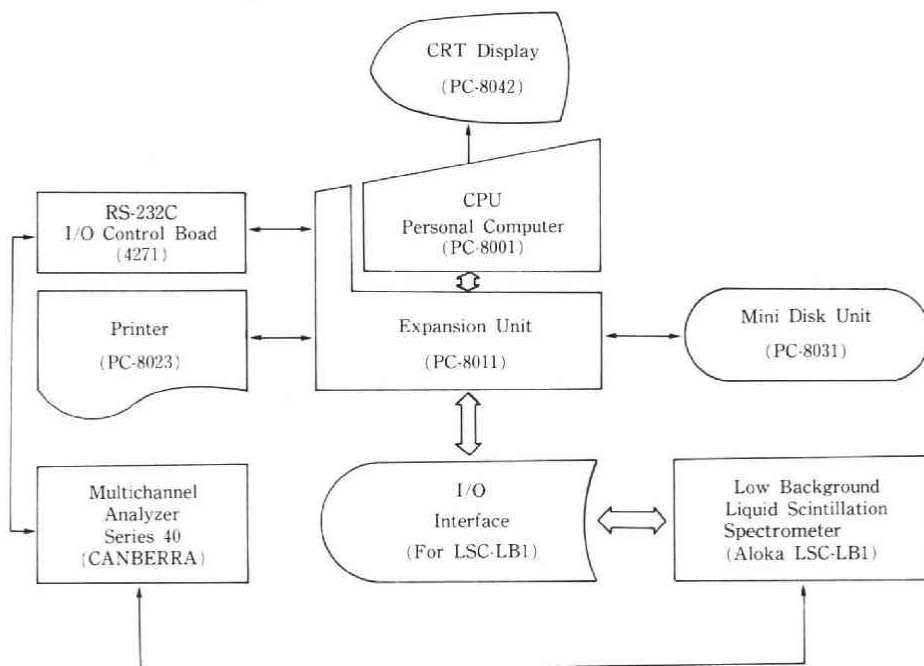 CRT Display
(PC-8042)
CPU
Personal Computer
(PC-8001)
RS-232C
I/O Control Boad
(4271)
Printer
(PC-8023)
Expansion Unit
(PC-8011)
Mini Disk Unit
(PC-8031)
Multichannel
Analyzer
Series 40
(CANBERRA)
I/O
Interface
(For LSC-LB1)
Low Background
Liquid Scintillation
Spectrometer
(Aloka LSC-LB1)